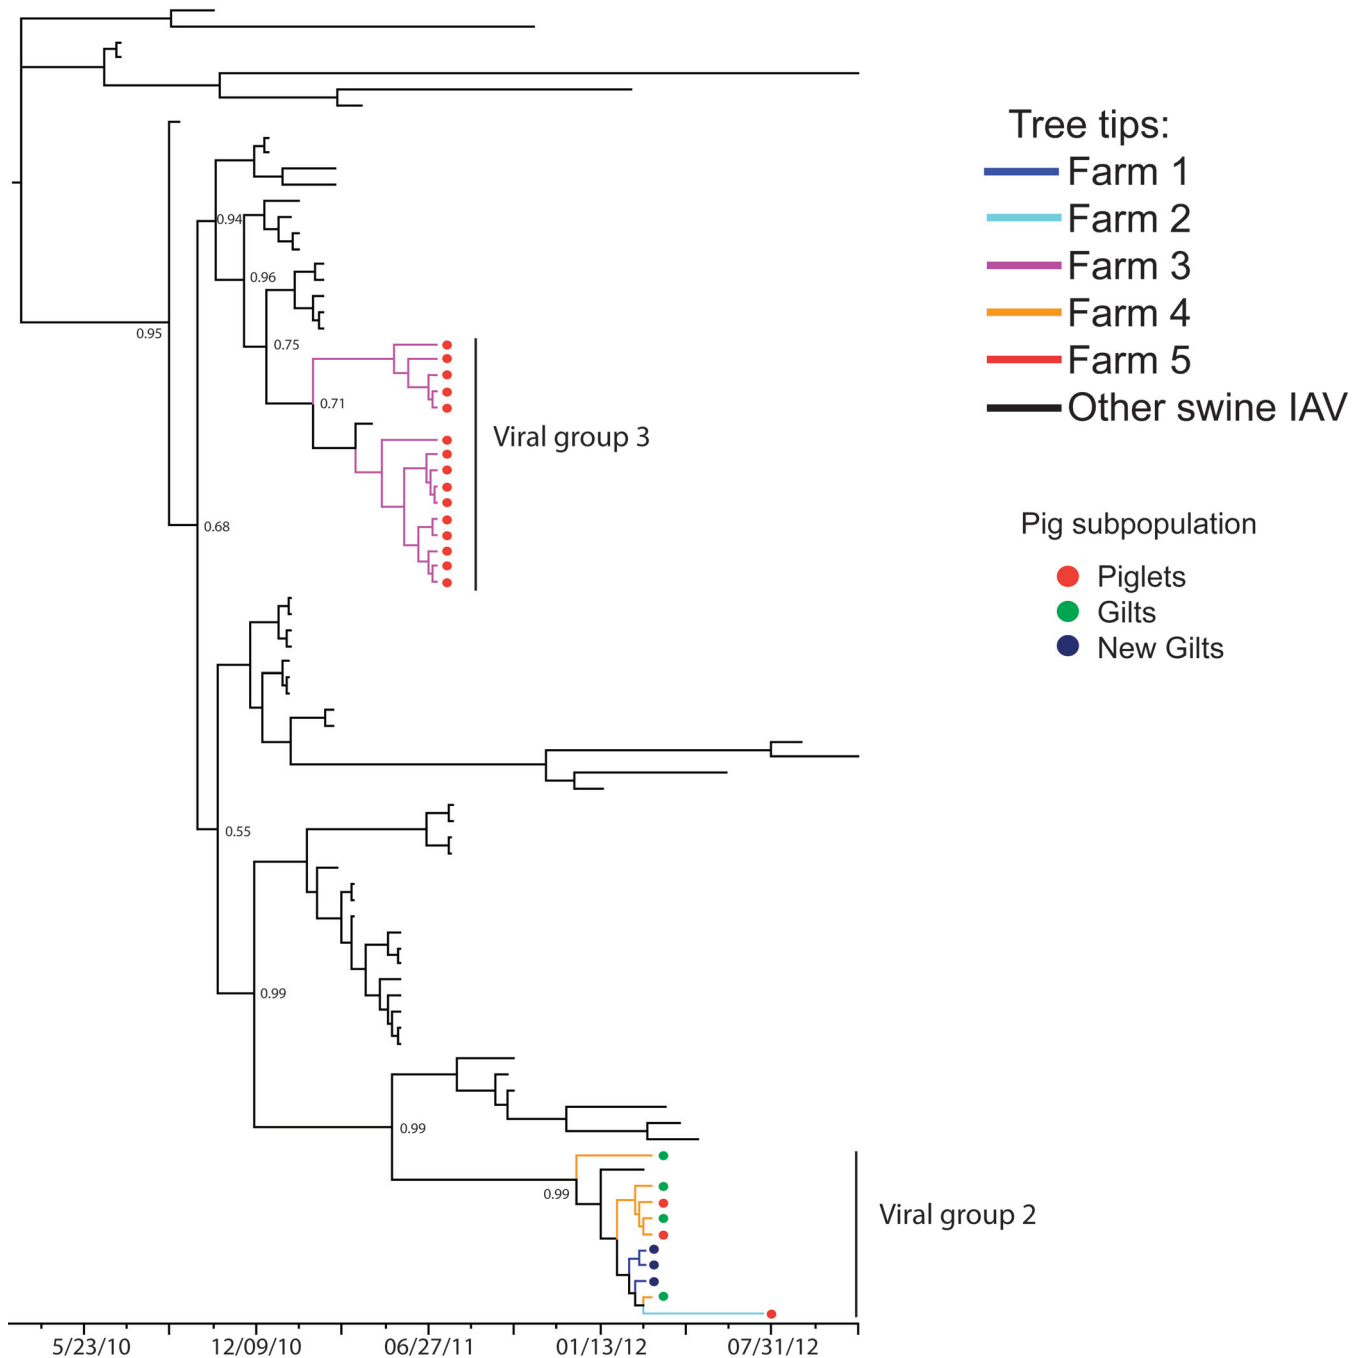 Tree tips:
Farm 1
Farm 2
Farm 3
Farm 4
Farm 5
Other swine IAV
Pig subpopulation
Piglets
Gilts
New Gilts
0.94
0.96
0.95
0.75
0.71
Viral group 3
0.68
0.55
0.99
0.99
0.99
Viral group 2
5/23/10 12/09/10 06/27/11 01/13/12 07/31/12